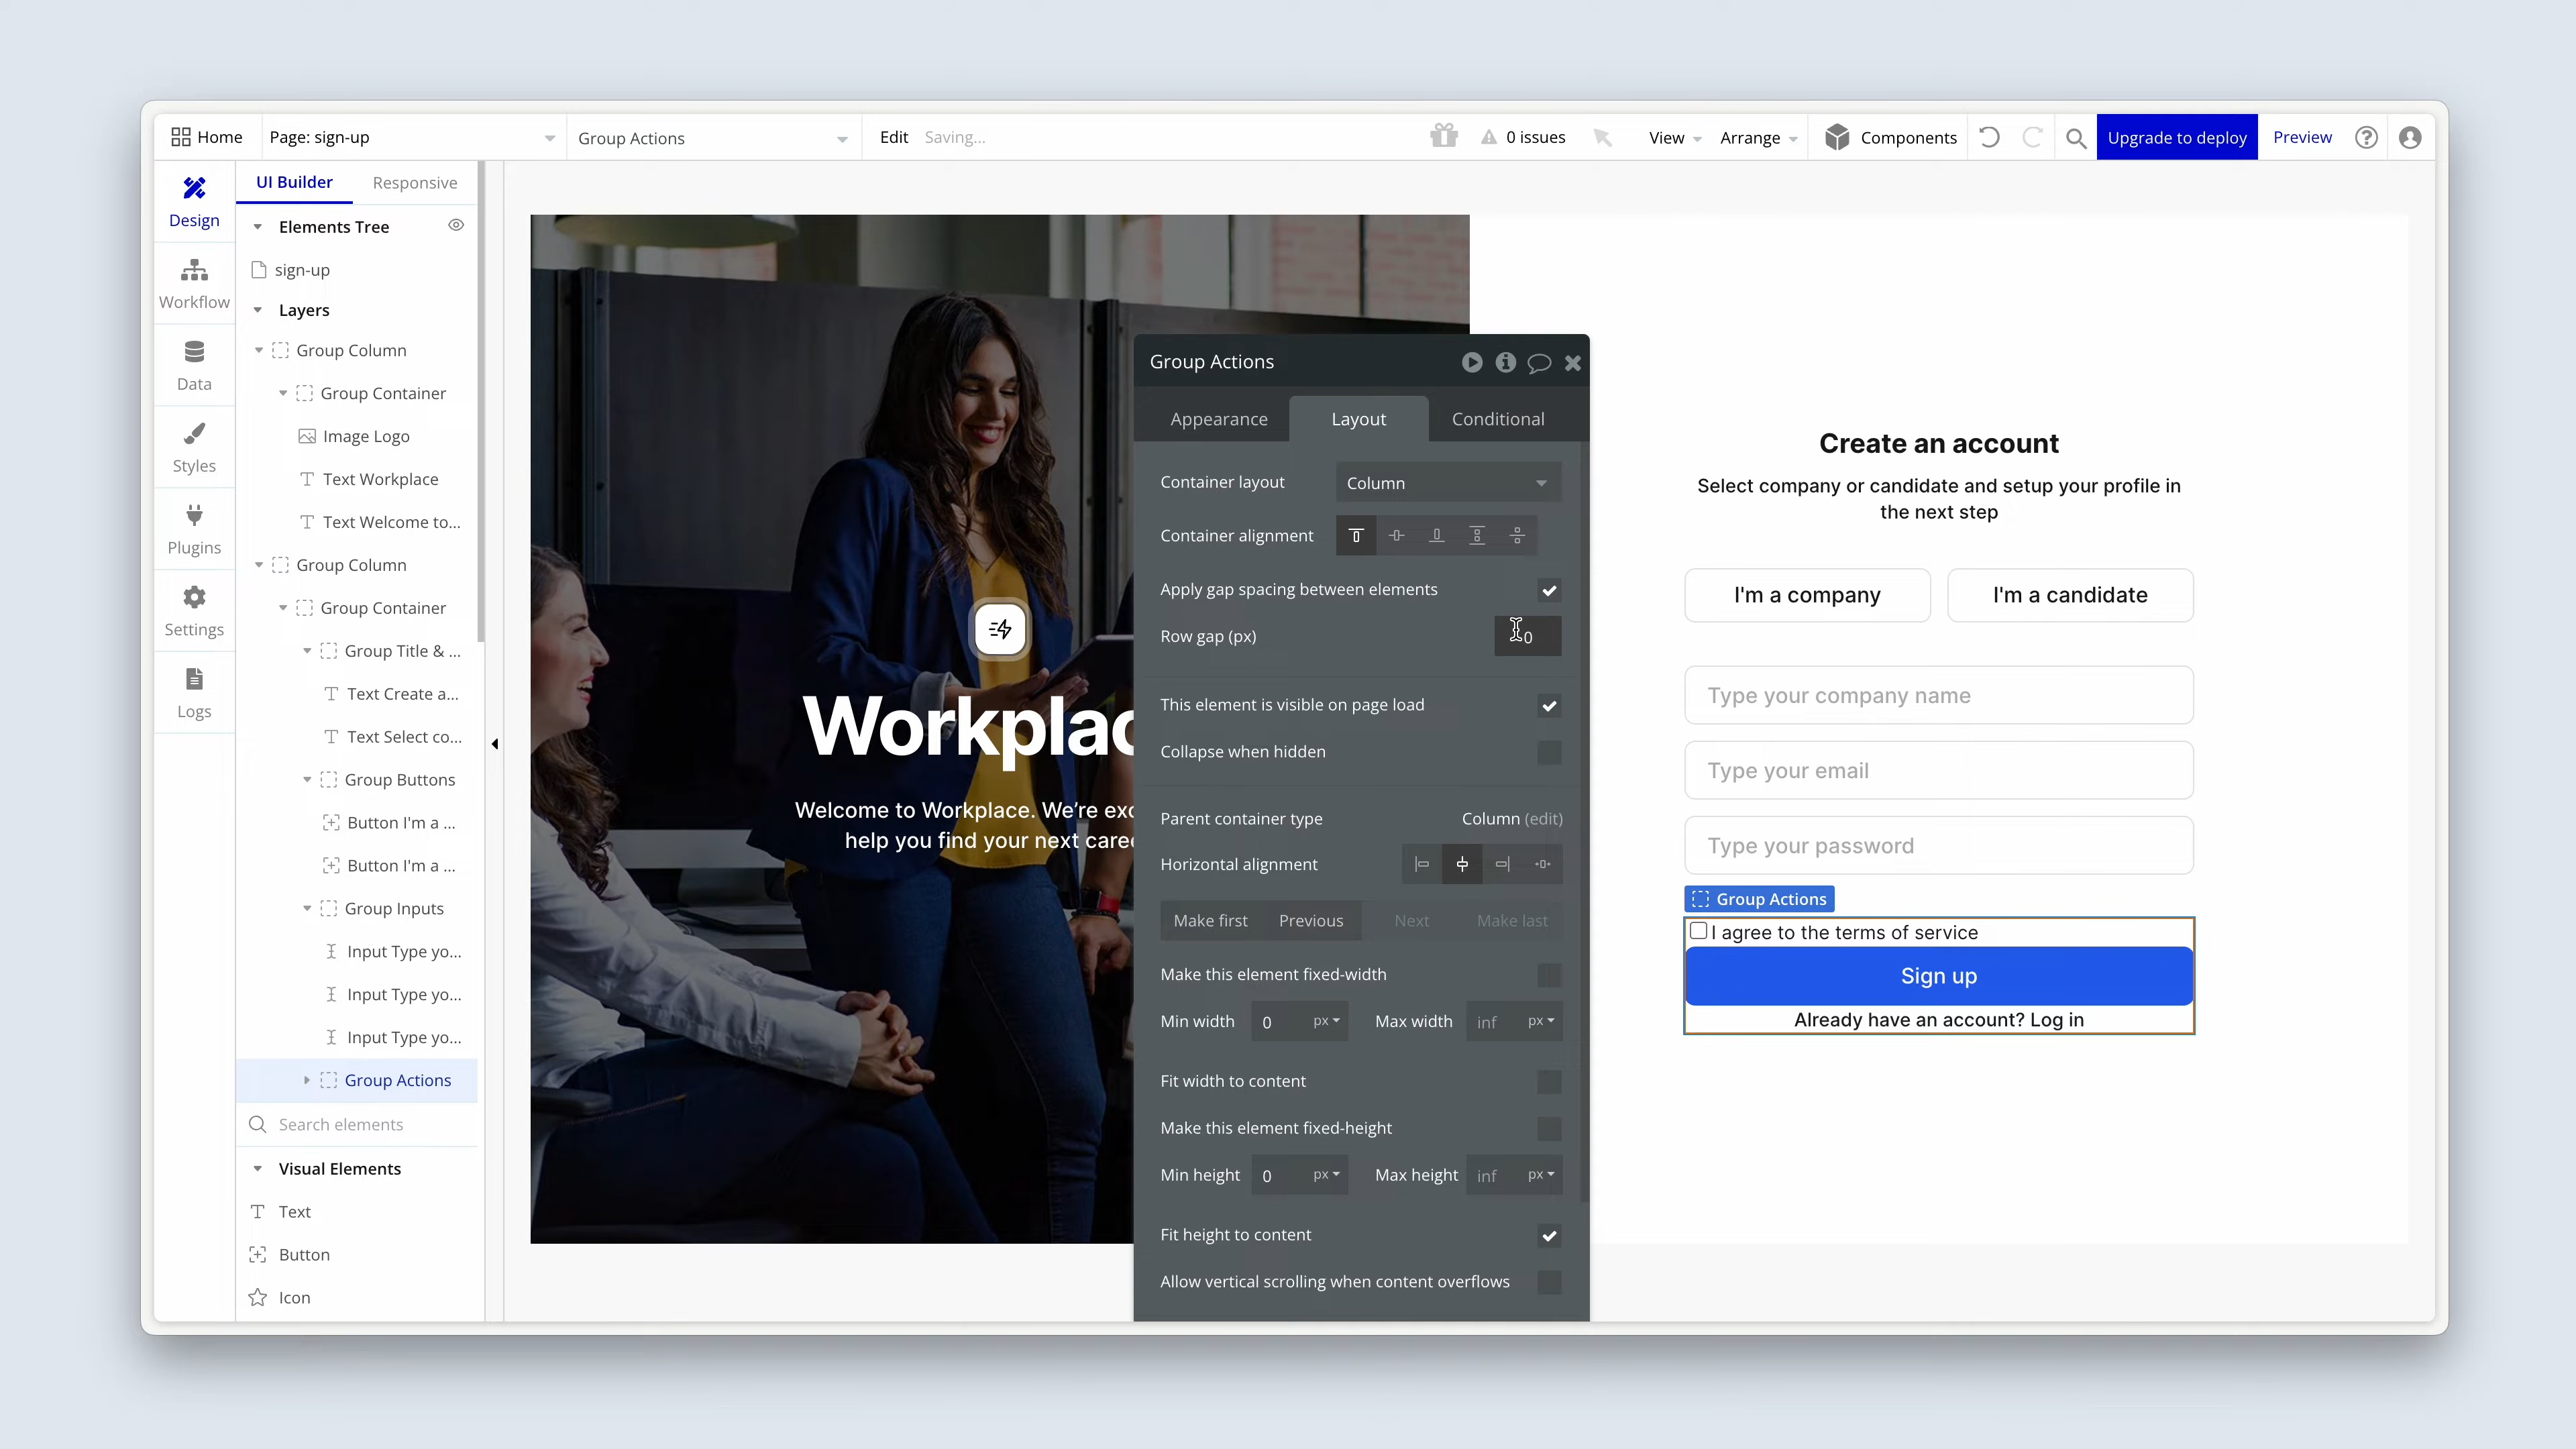 Home
Page: sign-up
Group Actions
Edit
Saving...
0 issues
View
Arrange
Components
Upgrade to deploy
Preview
Design
Workflow
Data
Styles
Plugins
Settings
Logs
UI Builder
Responsive
Elements Tree
sign-up
Layers
Group Column
Group Container
Image Logo
Text Workplace
Text Welcome to...
Group Column
Group Container
Group Title & ...
Text Create a...
Text Select co...
Group Buttons
Button I'm a ...
Button I'm a ...
Group Inputs
Input Type yo...
Input Type yo...
Input Type yo...
Group Actions
Search elements
Visual Elements
Text
Button
Icon
Workplac
Welcome to Workplace. We're exc
help you find your next caree
Group Actions
Appearance
Layout
Conditional
Container layout
Column
Container alignment
Apply gap spacing between elements
Row gap (px)
0
This element is visible on page load
Collapse when hidden
Parent container type
Column (edit)
Horizontal alignment
Make first
Previous
Next
Make last
Make this element fixed-width
Min width 0 px
Max width inf px
Fit width to content
Make this element fixed-height
Min height 0 px
Max height inf px
Fit height to content
Allow vertical scrolling when content overflows
Create an account
Select company or candidate and setup your profile in
the next step
I'm a company
I'm a candidate
Type your company name
Type your email
Type your password
Group Actions
I agree to the terms of service
Sign up
Already have an account? Log in